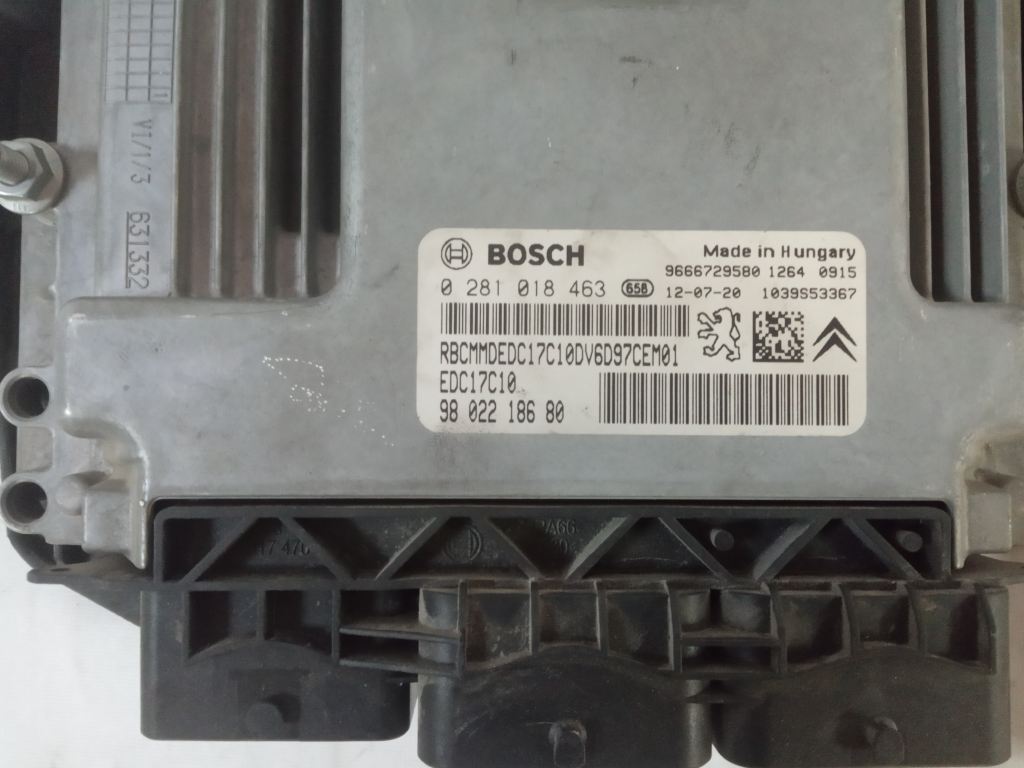 VI/1/3 631332
BOSCH
Made in Hungary
9666729580 1264 0915
0 281 018 463 658 12-07-20 1039S53367
RBCMMDEDC17C10DV6D97CEM01
EDC17C10
98 022 186 80